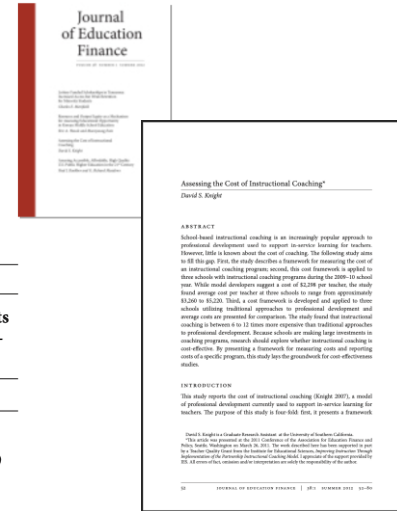 Journal
of Education
Finance
Assessing the Cost of Instructional Coaching*
David S. Knight
ABSTRACT
School-based instructional coaching is an increasingly popular approach to
professional development used to support in-service learning for teachers.
However, little is known about the cost of coaching. The following study aims
to fill this gap. First, the study describes a framework for measuring the cost of
an instructional coaching program; second, this cost framework is applied to
three schools with instructional coaching programs during the 2009–10 school
year. While model developers suggest a cost of $2,298 per teacher, the study
found average cost per teacher at three schools to range from approximately
$3,260 to $5,220. Third, a cost framework is developed and applied to three
schools utilizing traditional approaches to professional development and
average costs are presented for comparison. The study found that instructional
coaching is between 6 to 12 times more expensive than traditional approaches
to professional development. Because schools are making large investments in
coaching programs, research should explore whether instructional coaching is
cost-effective. By presenting a framework for measuring costs and reporting
costs of a specific program, this study lays the groundwork for cost-effectiveness
studies.
INTRODUCTION
This study reports the cost of instructional coaching (Knight 2007), a model
of professional development currently used to support in-service learning for
teachers. The purpose of this study is four-fold: first, it presents a framework
David S. Knight is a Graduate Research Assistant at the University of Southern California.
*This article was presented at the 2011 Conference of the Association for Education Finance and
Policy, Seattle, Washington on March 26, 2011. The work described here has been supported in part
by a Teacher Quality Grant from the Institute for Educational Sciences, Improving Instruction Through
Implementation of the Partnership Instructional Coaching Model. I appreciate of the support provided by
IES. All errors of fact, omission and/or interpretation are solely the responsibility of the author.
52 JOURNAL OF EDUCATION FINANCE | 38:1 SUMMER 2012 52–80